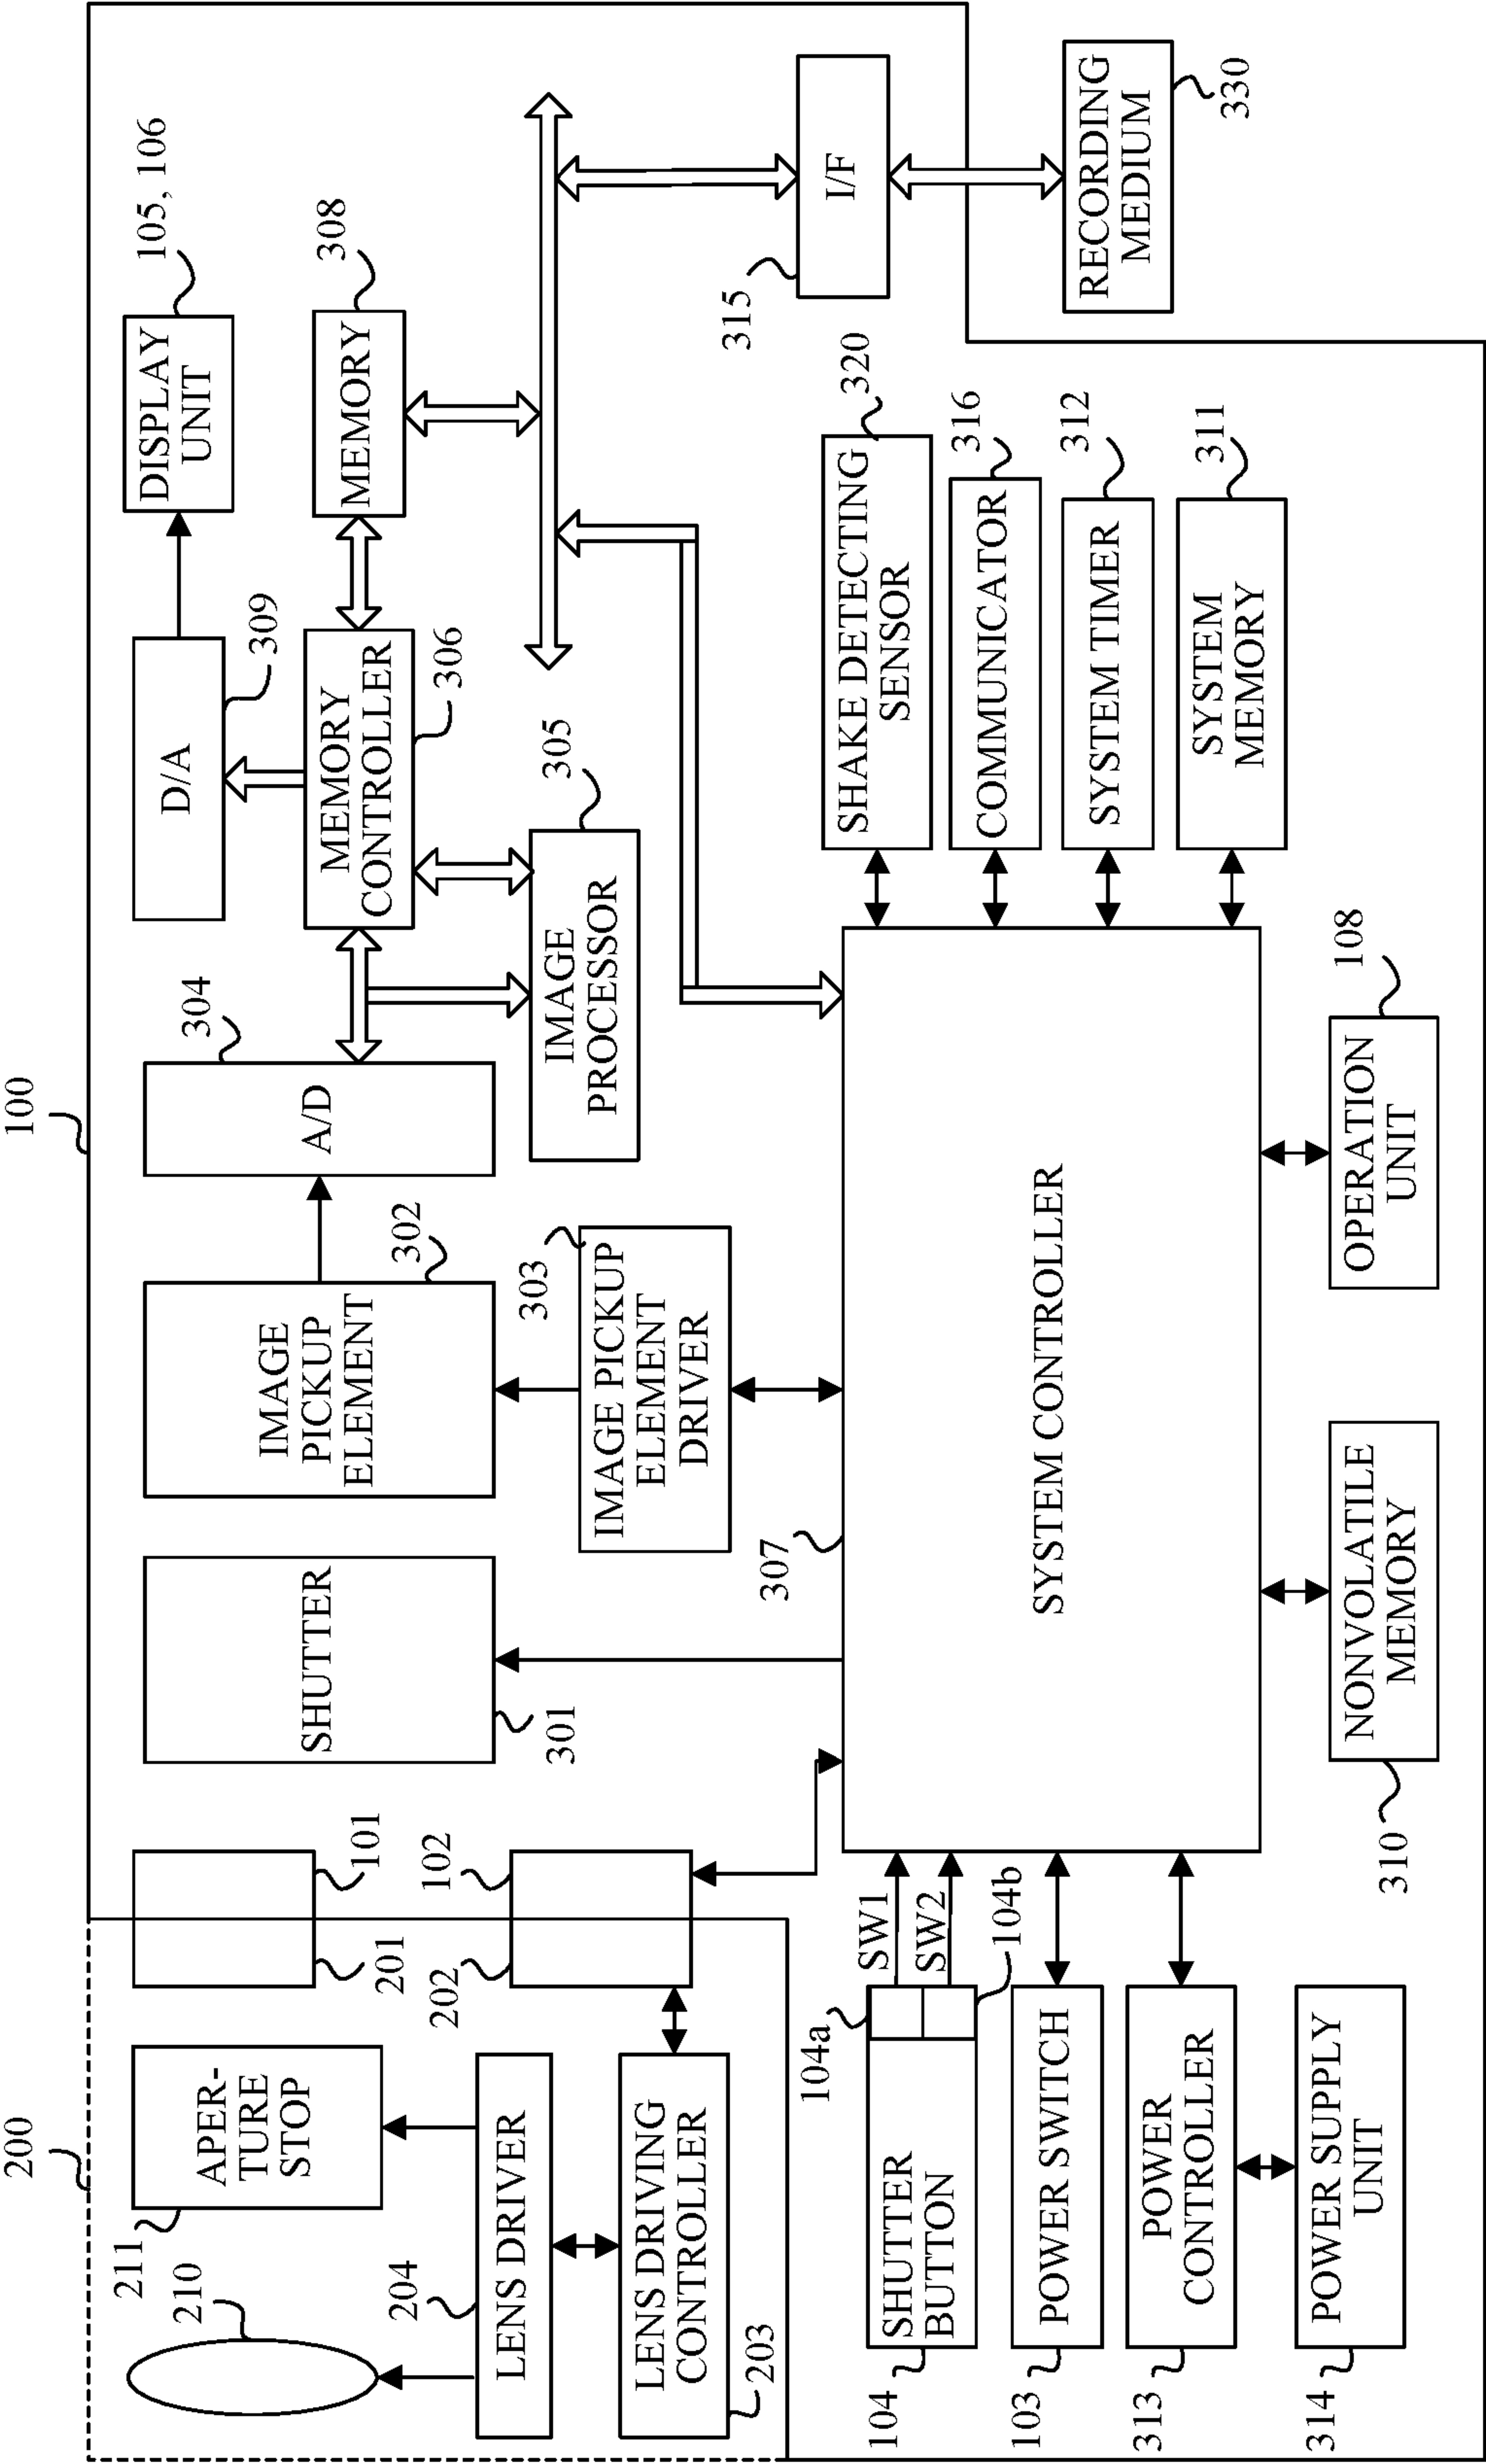 200
100
210
211
APER-
TURE
STOP
204
LENS DRIVER
LENS DRIVING
CONTROLLER
203
201
101
202
102
SHUTTER
301
IMAGE
PICKUP
ELEMENT
302
303
IMAGE PICKUP
ELEMENT
DRIVER
304
A/D
IMAGE
PROCESSOR
305
D/A
309
MEMORY
CONTROLLER
306
DISPLAY
UNIT
105, 106
MEMORY
308
104
SHUTTER
BUTTON
104a
104b
SW1
SW2
103
POWER SWITCH
313
POWER
CONTROLLER
314
POWER SUPPLY
UNIT
307
SYSTEM CONTROLLER
310
NONVOLATILE
MEMORY
OPERATION
UNIT
108
SHAKE DETECTING
SENSOR
320
COMMUNICATOR
316
SYSTEM TIMER
312
SYSTEM
MEMORY
311
315
I/F
RECORDING
MEDIUM
330